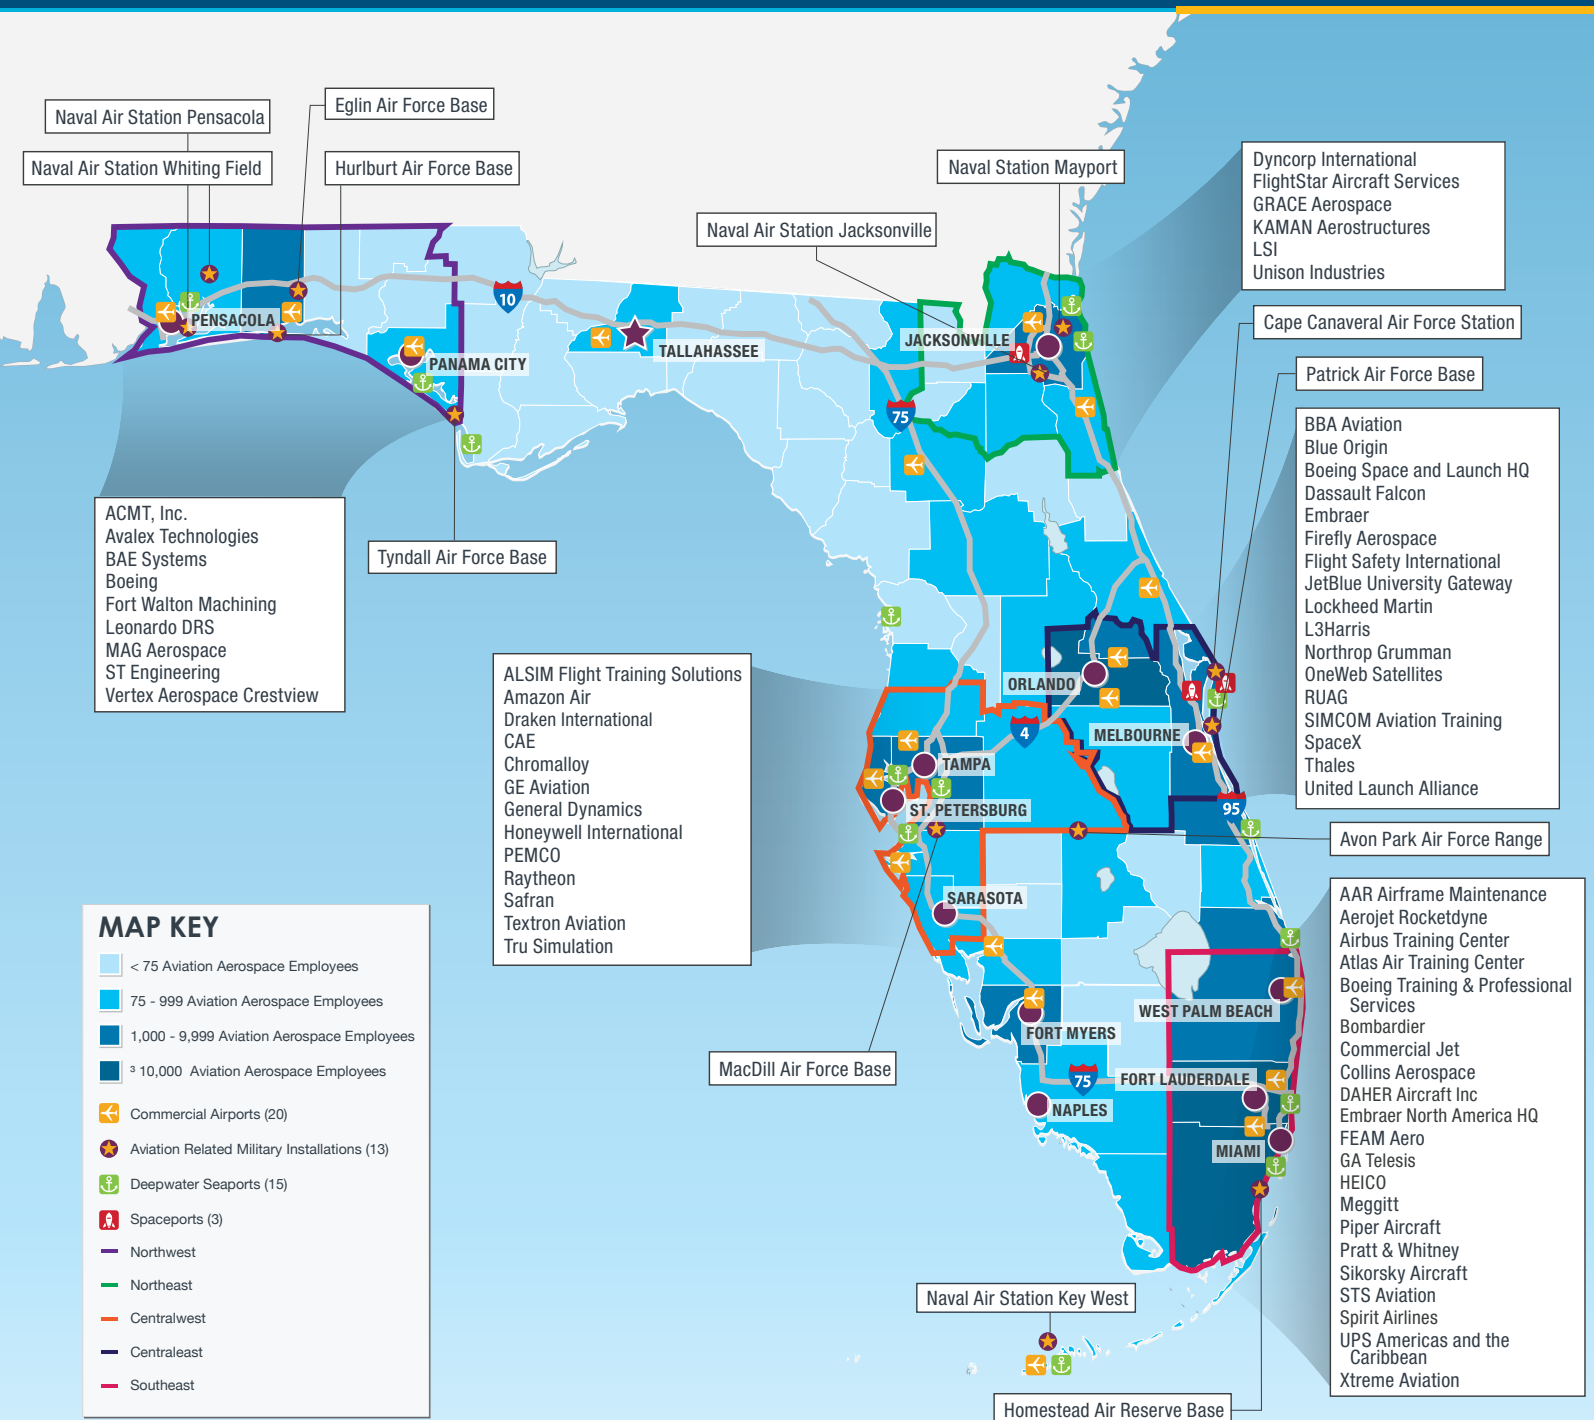 Naval Air Station Pensacola
Eglin Air Force Base
Naval Air Station Whiting Field
Hurlburt Air Force Base
Naval Station Mayport
Naval Air Station Jacksonville
Dyncorp International
FlightStar Aircraft Services
GRACE Aerospace
KAMAN Aerostructures
LSI
Unison Industries
10
PENSACOLA
PANAMA CITY
TALLAHASSEE
JACKSONVILLE
75
Cape Canaveral Air Force Station
Patrick Air Force Base
BBA Aviation
Blue Origin
Boeing Space and Launch HQ
Dassault Falcon
Embraer
Firefly Aerospace
Flight Safety International
JetBlue University Gateway
Lockheed Martin
L3Harris
Northrop Grumman
OneWeb Satellites
RUAG
SIMCOM Aviation Training
SpaceX
Thales
United Launch Alliance
ACMT, Inc.
Avalex Technologies
BAE Systems
Boeing
Fort Walton Machining
Leonardo DRS
MAG Aerospace
ST Engineering
Vertex Aerospace Crestview
Tyndall Air Force Base
ALSIM Flight Training Solutions
Amazon Air
Draken International
CAE
Chromalloy
GE Aviation
General Dynamics
Honeywell International
PEMCO
Raytheon
Safran
Textron Aviation
Tru Simulation
ORLANDO
4
MELBOURNE
TAMPA
ST. PETERSBURG
95
SARASOTA
Avon Park Air Force Range
AAR Airframe Maintenance
Aerojet Rocketdyne
Airbus Training Center
Atlas Air Training Center
Boeing Training & Professional
Services
Bombardier
Commercial Jet
Collins Aerospace
DAHER Aircraft Inc
Embraer North America HQ
FEAM Aero
GA Telesis
HEICO
Meggitt
Piper Aircraft
Pratt & Whitney
Sikorsky Aircraft
STS Aviation
Spirit Airlines
UPS Americas and the
Caribbean
Xtreme Aviation
WEST PALM BEACH
FORT MYERS
MacDill Air Force Base
75
FORT LAUDERDALE
NAPLES
MIAMI
Naval Air Station Key West
Homestead Air Reserve Base
MAP KEY
< 75 Aviation Aerospace Employees
75 - 999 Aviation Aerospace Employees
1,000 - 9,999 Aviation Aerospace Employees
³ 10,000 Aviation Aerospace Employees
Commercial Airports (20)
Aviation Related Military Installations (13)
Deepwater Seaports (15)
Spaceports (3)
Northwest
Northeast
Centralwest
Centraleast
Southeast